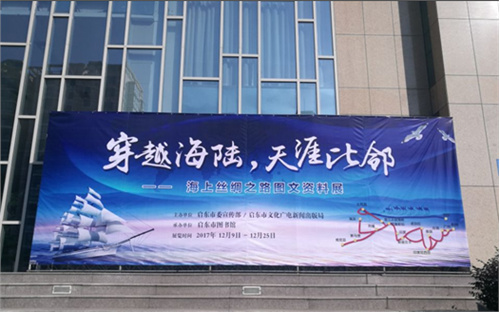 穿越海陆，天涯比邻
—— 海上丝绸之路图文资料展
主办单位 启东市委宣传部 / 启东市文化广电新闻出版局
承办单位 启东市图书馆
展览时间 2017年 12月9日 — 12月25日